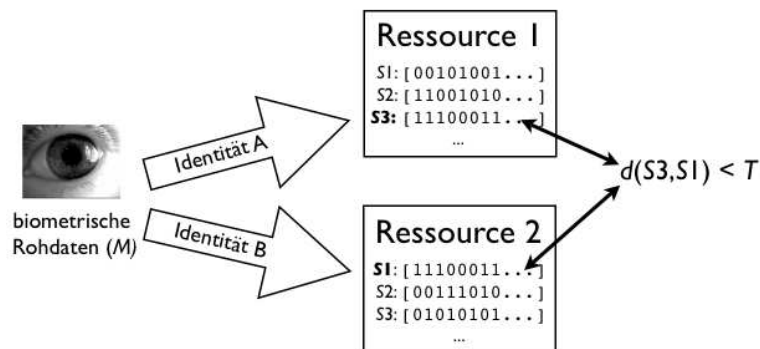 Ressource 1
S1: [00101001...]
S2: [11001010...]
S3: [11100011...]
...
Identität A
biometrische
Rohdaten (M)
d(S3,S1) < T
Identität B
Ressource 2
S1: [11100011...]
S2: [00111010...]
S3: [01010101...]
...